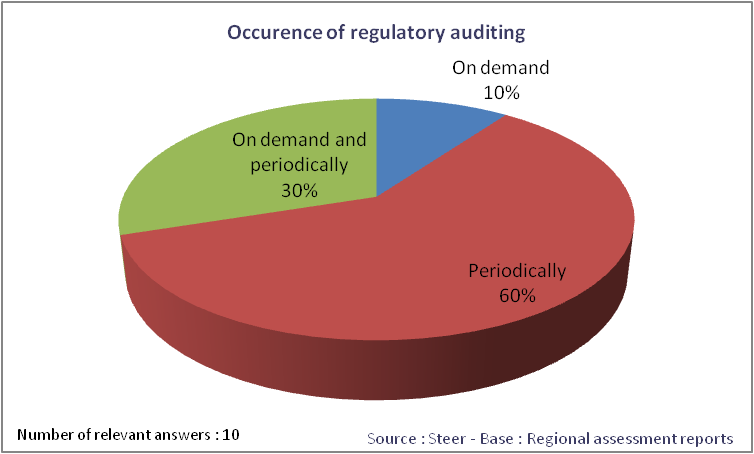 Occurence of regulatory auditing
On demand
10%
On demand and
periodically
30%
Periodically
60%
Number of relevant answers : 10
Source : Steer - Base : Regional assessment reports